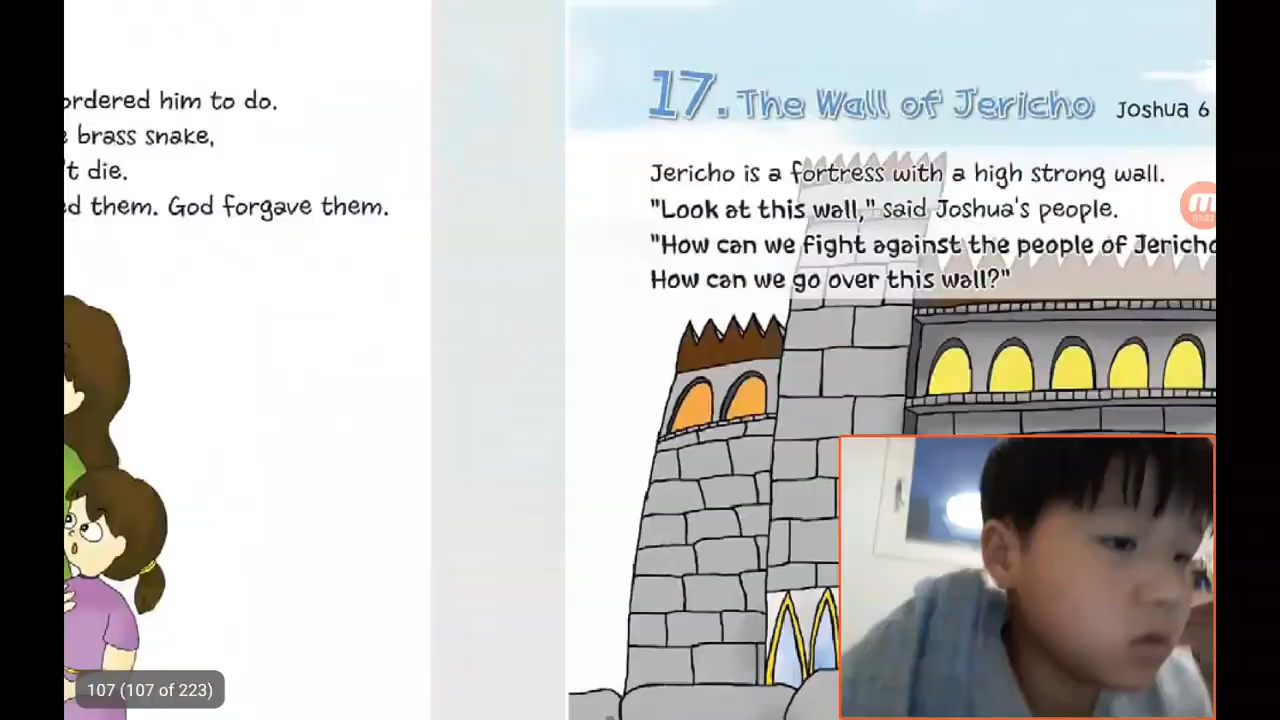 ordered him to do.
brass snake,
't die.
ed them. God forgave them.
17. The Wall of Jericho Joshua 6
Jericho is a fortress with a high strong wall.
"Look at this wall," said Joshua's people.
"How can we fight against the people of Jericho
How can we go over this wall?"
107 (107 of 223)